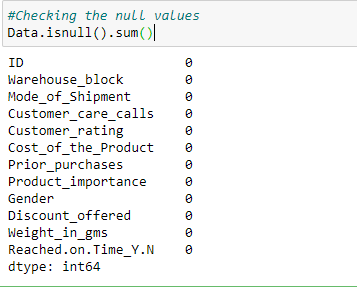 #Checking the null values
Data.isnull().sum()
ID 0
Warehouse_block 0
Mode_of_Shipment 0
Customer_care_calls 0
Customer_rating 0
Cost_of_the_Product 0
Prior_purchases 0
Product_importance 0
Gender 0
Discount_offered 0
Weight_in_gms 0
Reached.on.Time_Y.N 0
dtype: int64